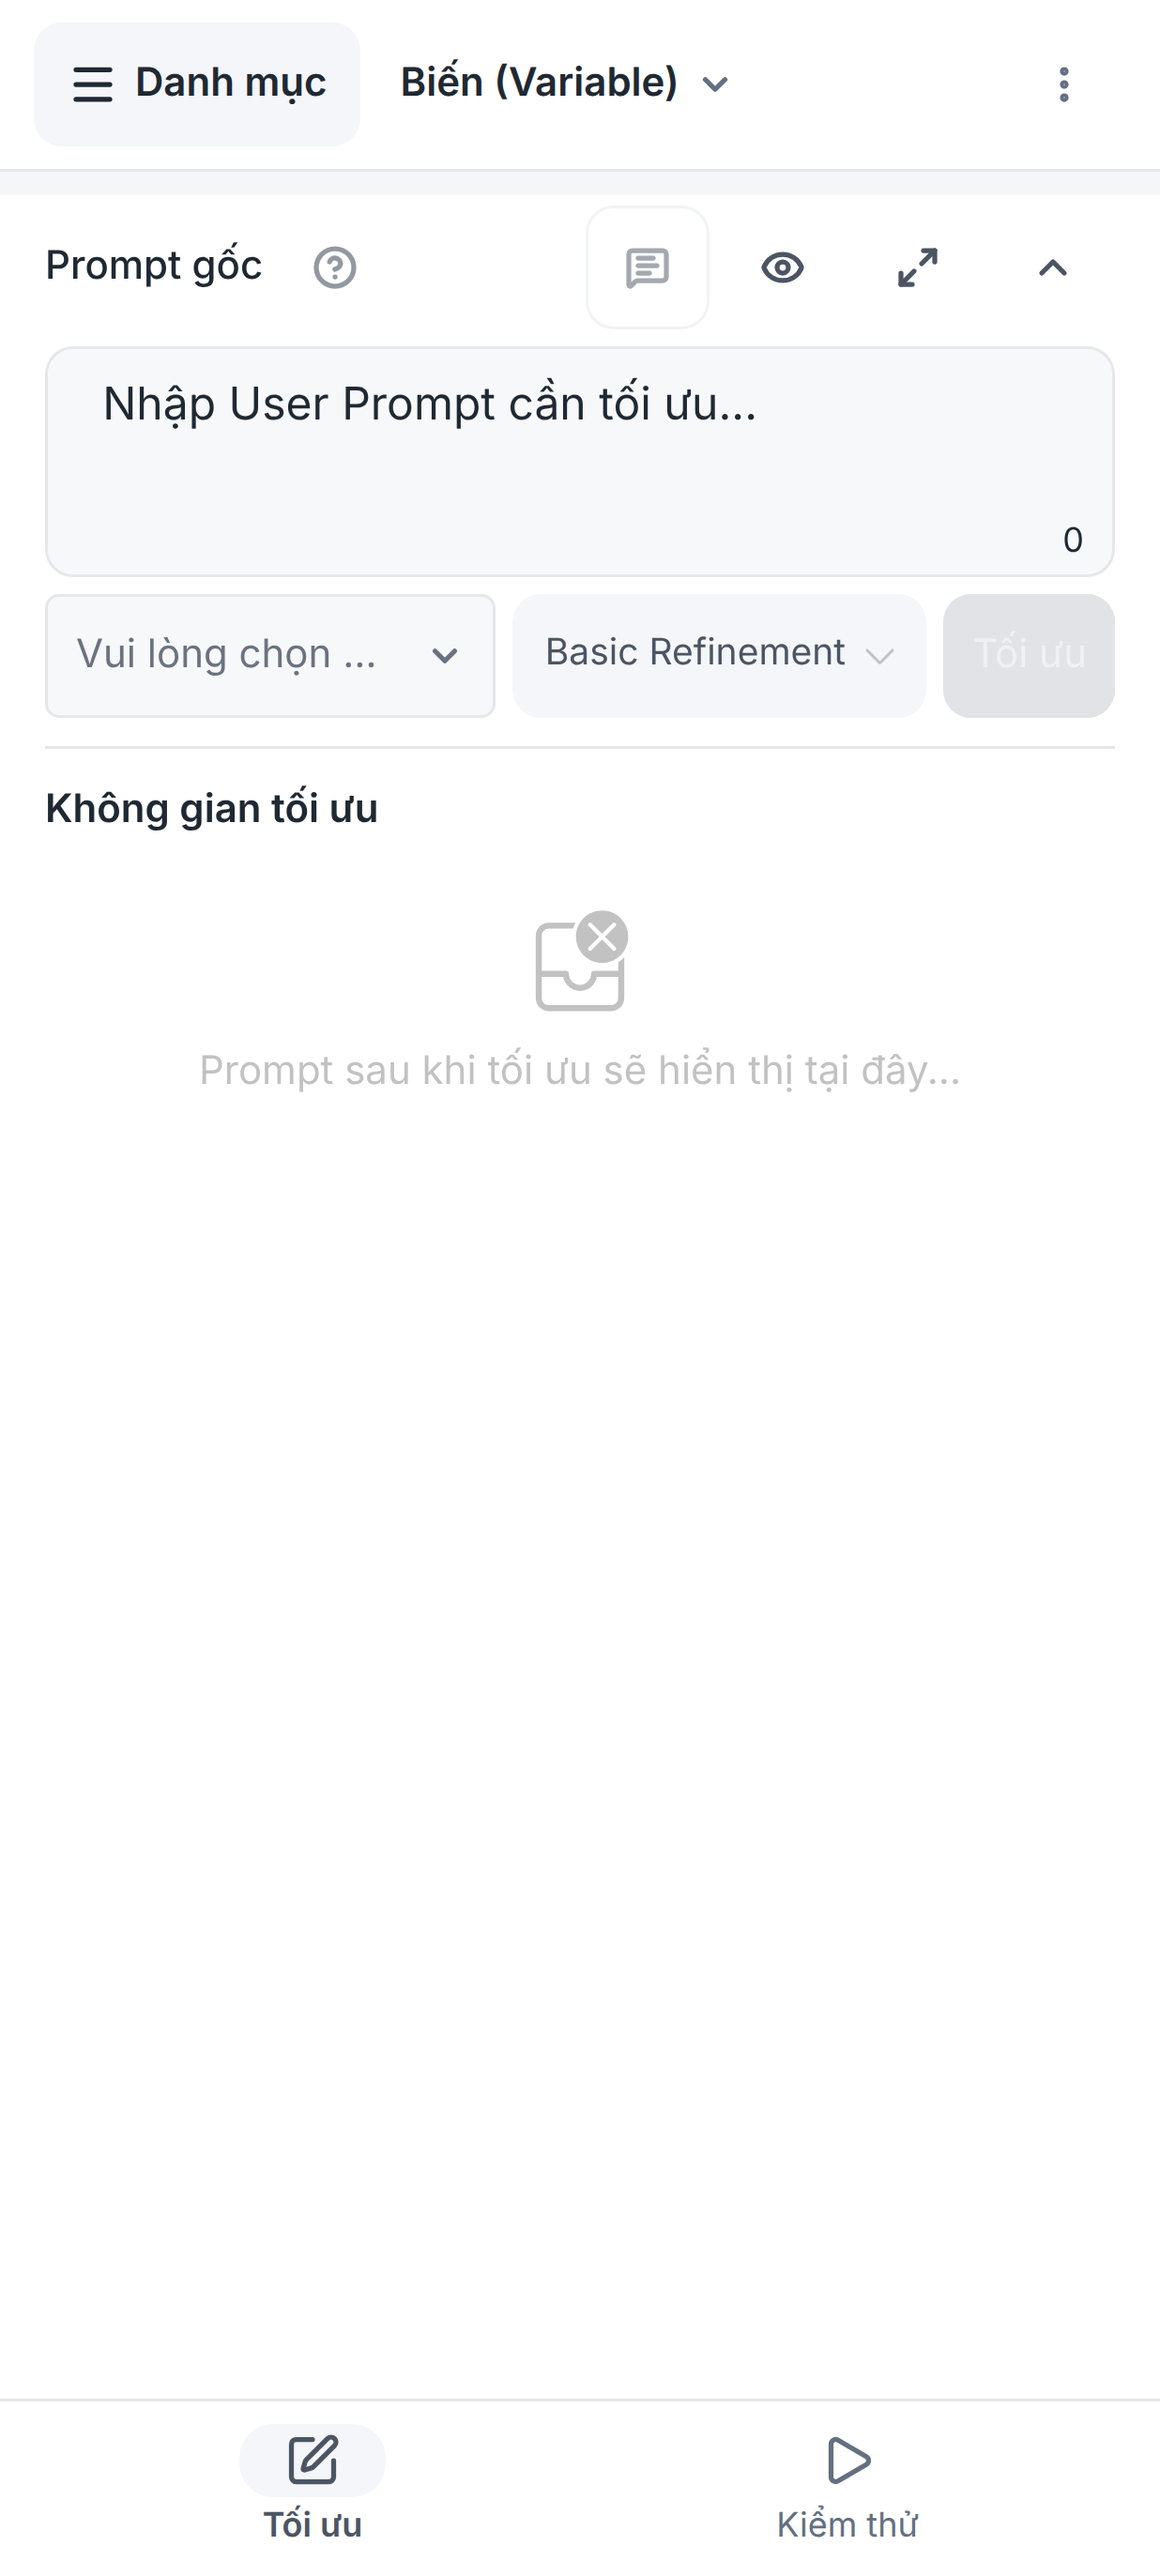 Danh mục
Biến (Variable)
Prompt gốc
Nhập User Prompt cần tối ưu...
0
Vui lòng chọn ...
Basic Refinement
Tối ưu
Không gian tối ưu
Prompt sau khi tối ưu sẽ hiển thị tại đây...
Tối ưu
Kiểm thử